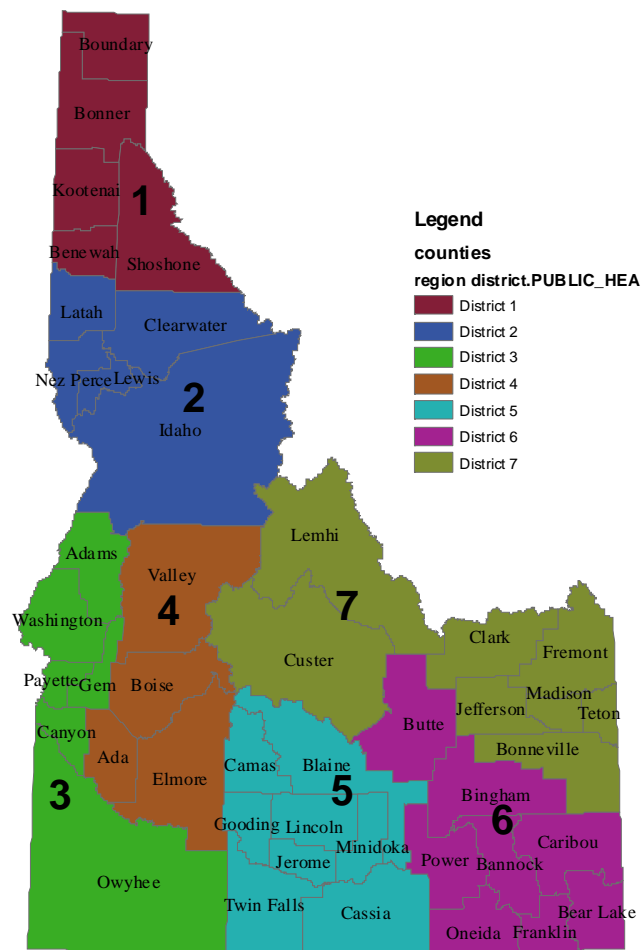 Boundary
Bonner
Kootenai
1
Benewah
Shoshone
Latah
Clearwater
Nez Perce
Lewis
2
Idaho
Legend
counties
region district.PUBLIC_HEA
District 1
District 2
District 3
District 4
District 5
District 6
District 7
Adams
Valley
Lemhi
Washington
4
7
Clark
Fremont
Custer
Payette
Gem
Boise
Madison
Jefferson
Teton
Butte
Canyon
Ada
Camas
Blaine
Bonneville
3
Elmore
5
Bingham
6
Gooding
Lincoln
Minidoka
Caribou
Jerome
Power
Bannock
Owyhee
Twin Falls
Cassia
Bear Lake
Oneida
Franklin